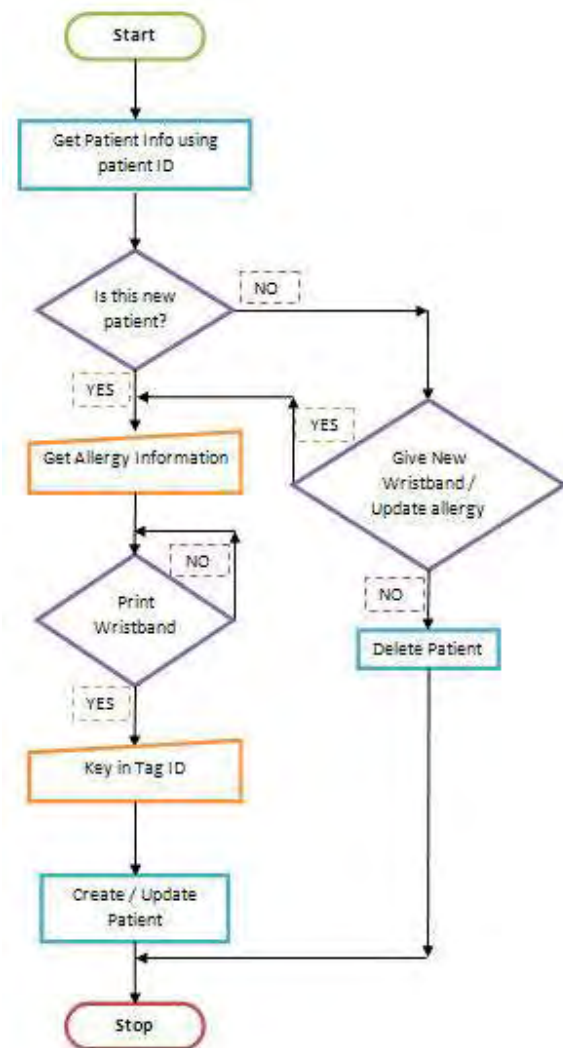 Start
Get Patient Info using
patient ID
Is this new
patient?
NO
YES
YES
Get Allergy Information
Give New
Wristband /
Update allergy
NO
Print
Wristband
NO
Delete Patient
YES
Key in Tag ID
Create / Update
Patient
Stop